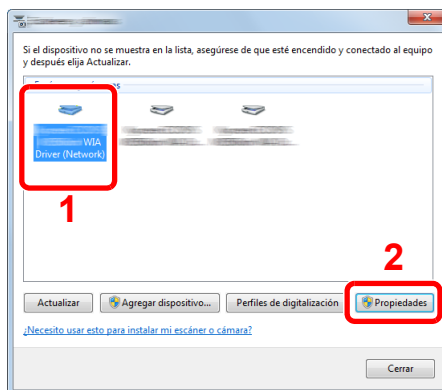 Si el dispositivo no se muestra en la lista, asegúrese de que esté encendido y conectado al equipo
y después elija Actualizar.
WIA
Driver (Network)
1
2
Actualizar
Agregar dispositivo...
Perfiles de digitalización
Propiedades
¿Necesito usar esto para instalar mi escáner o cámara?
Cerrar